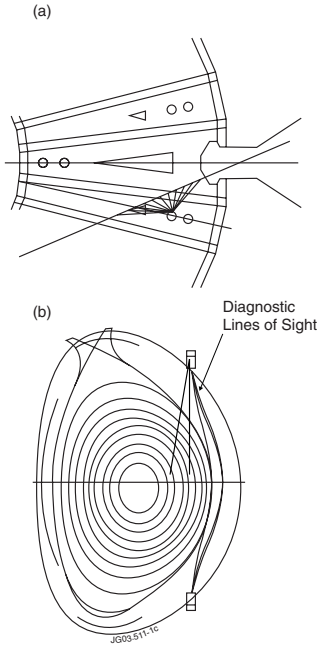 (a)
(b)
Diagnostic
Lines of Sight
JG03.511-1c